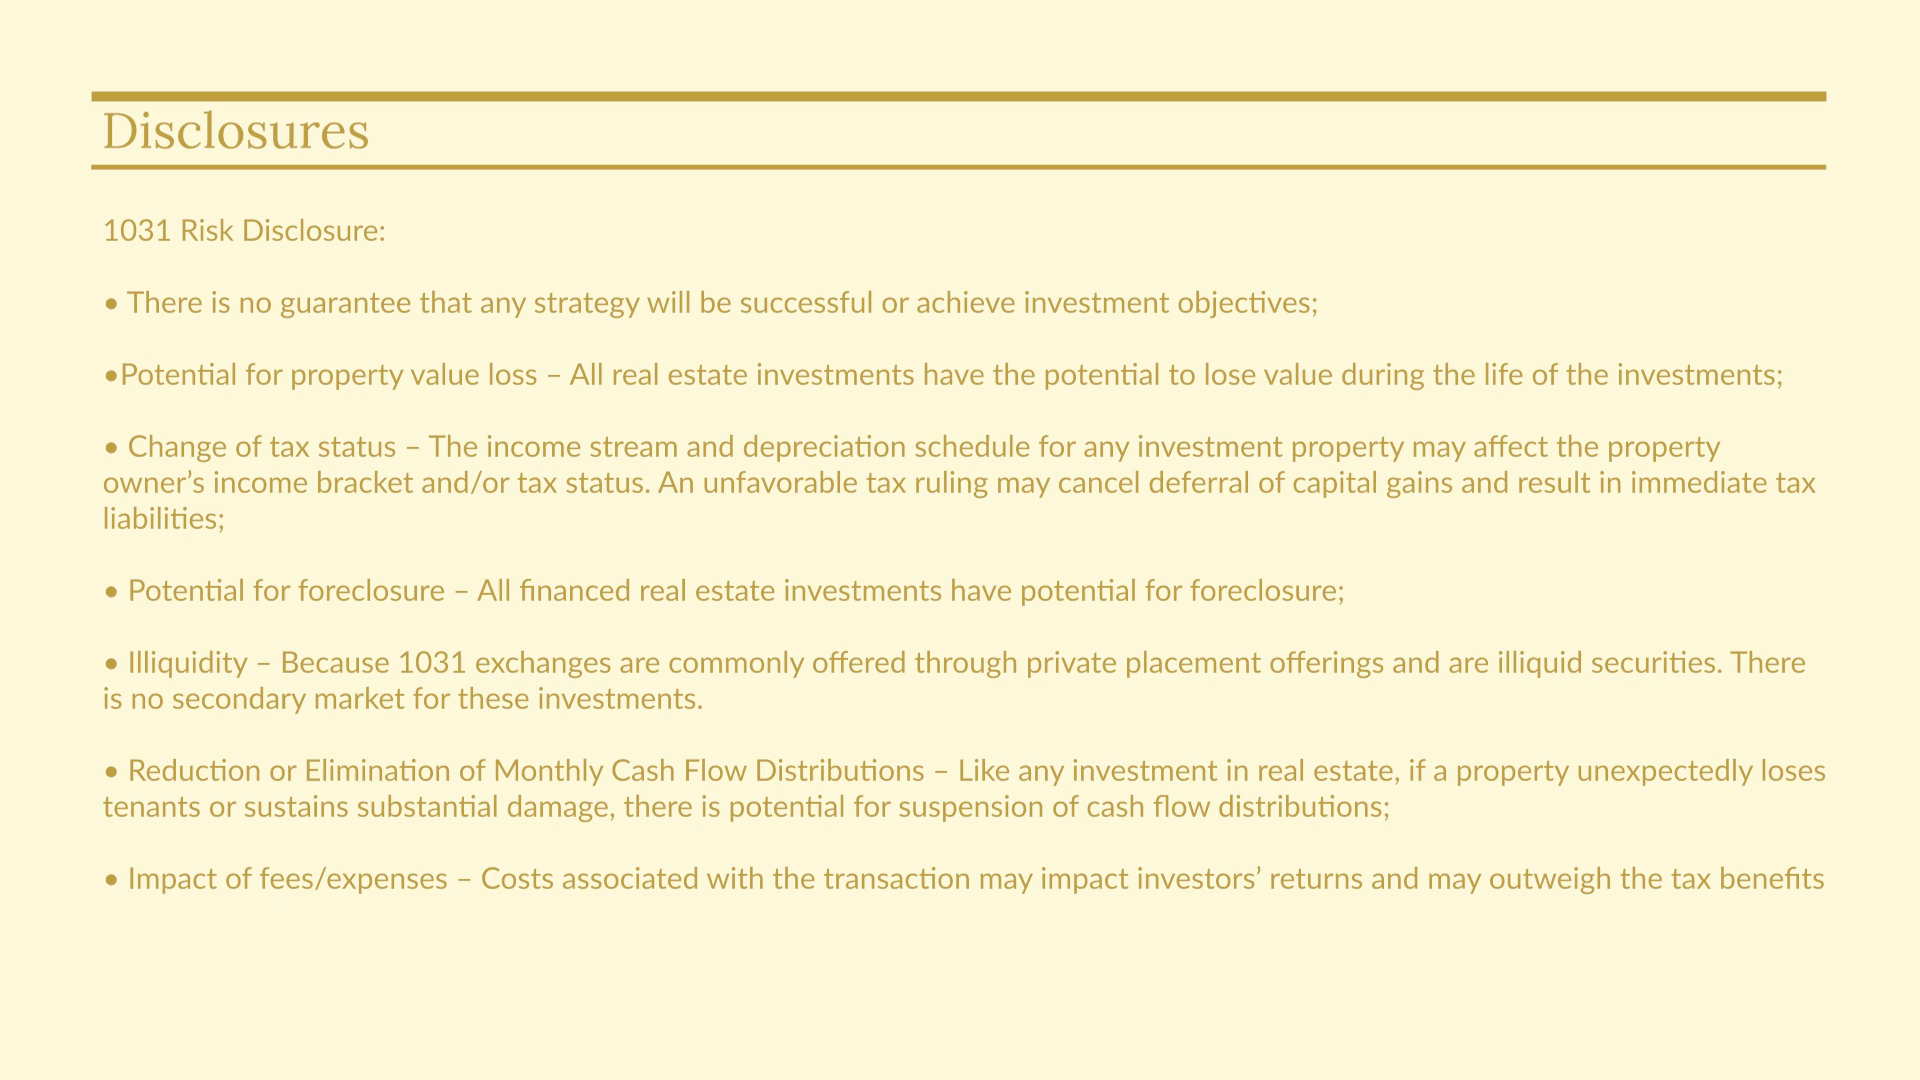 Disclosures
1031 Risk Disclosure:
• There is no guarantee that any strategy will be successful or achieve investment objectives;
•Potential for property value loss – All real estate investments have the potential to lose value during the life of the investments;
• Change of tax status – The income stream and depreciation schedule for any investment property may affect the property
owner’s income bracket and/or tax status. An unfavorable tax ruling may cancel deferral of capital gains and result in immediate tax
liabilities;
• Potential for foreclosure – All financed real estate investments have potential for foreclosure;
• Illiquidity – Because 1031 exchanges are commonly offered through private placement offerings and are illiquid securities. There
is no secondary market for these investments.
• Reduction or Elimination of Monthly Cash Flow Distributions – Like any investment in real estate, if a property unexpectedly loses
tenants or sustains substantial damage, there is potential for suspension of cash flow distributions;
• Impact of fees/expenses – Costs associated with the transaction may impact investors’ returns and may outweigh the tax benefits